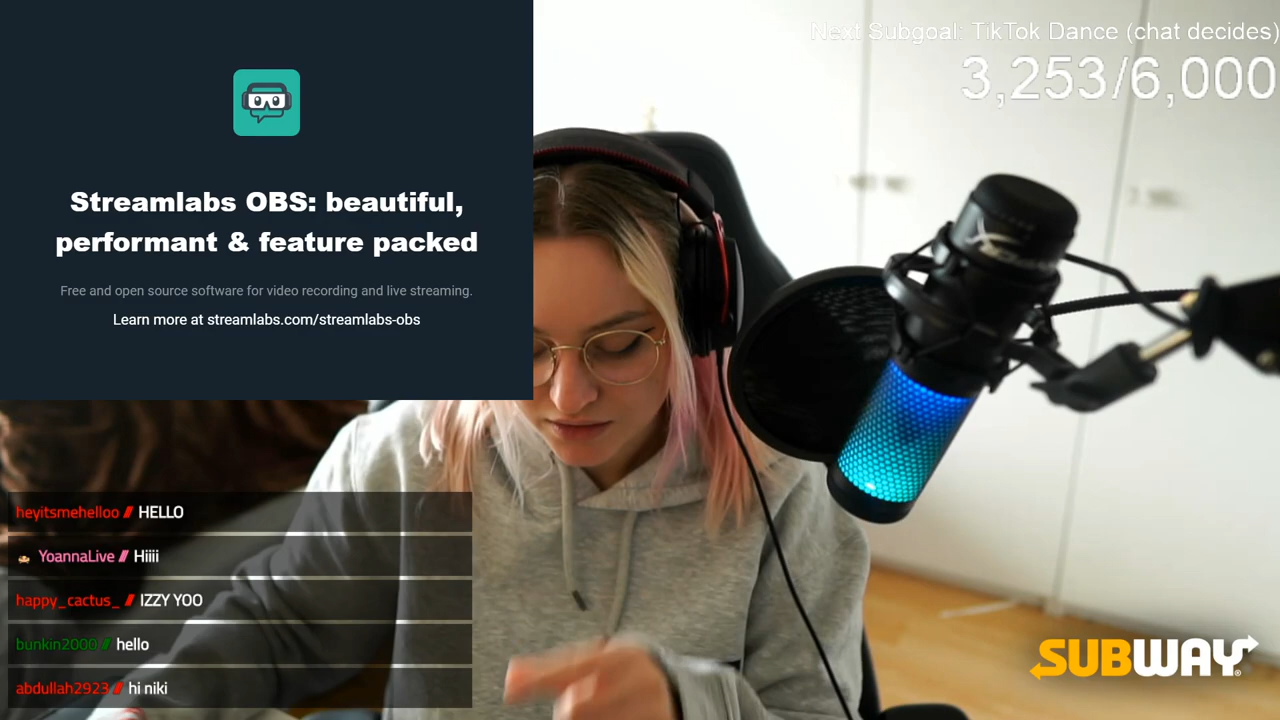 Next Subgoal: TikTok Dance (chat decides)
3,253/6,000
Streamlabs OBS: beautiful,
performant & feature packed
Free and open source software for video recording and live streaming.
Learn more at streamlabs.com/streamlabs-obs
heyitsmehelloo // HELLO
YoannaLive // Hiiii
happy_cactus_ // IZZY YOO
bunkin2000 // hello
abdullah2923 // hi niki
SUBWAY®